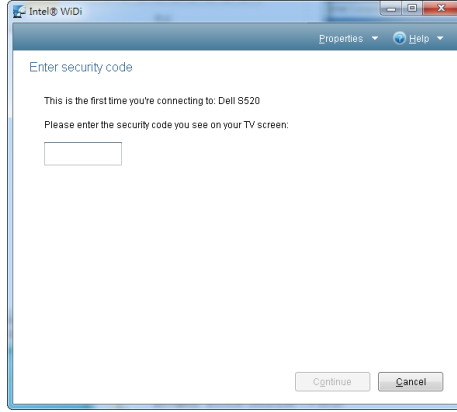 Intel® WiDi
Properties Help
Enter security code
This is the first time you're connecting to: Dell S520
Please enter the security code you see on your TV screen:
Continue Cancel